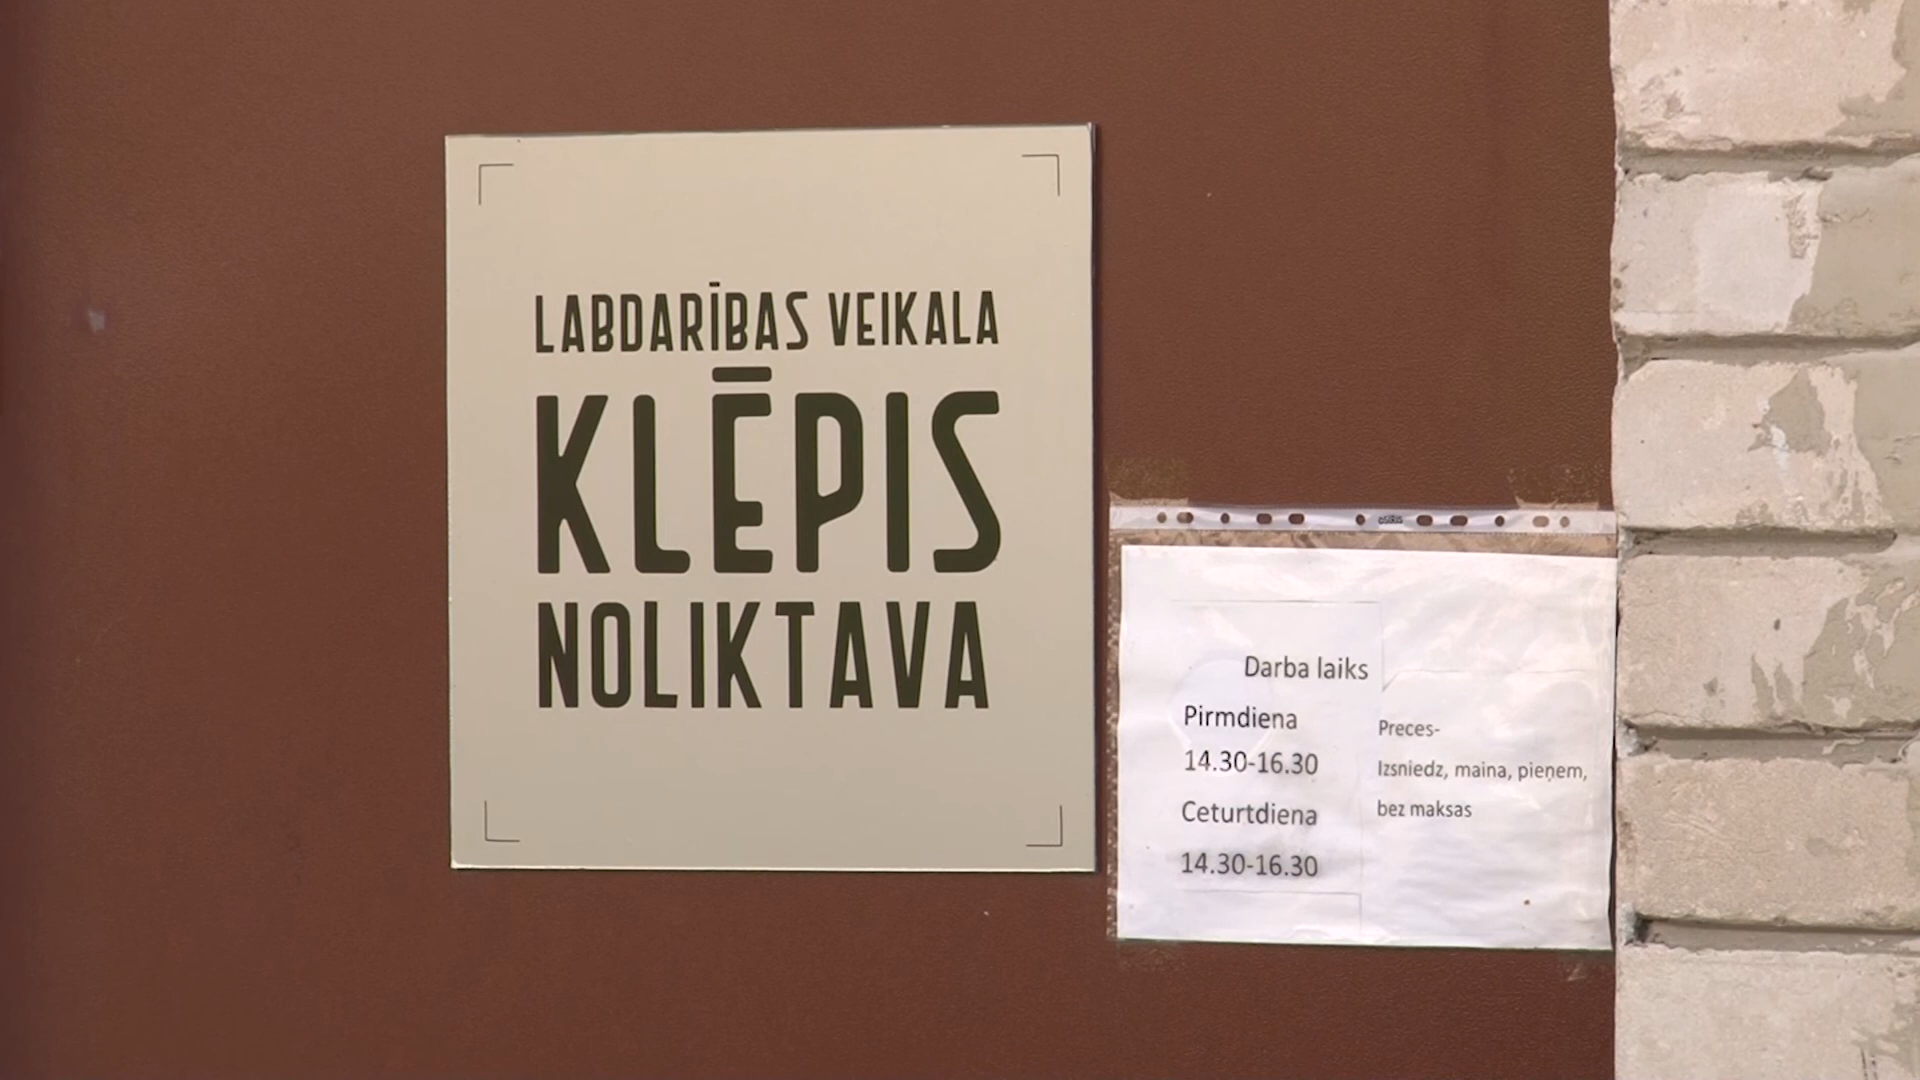 LABDARĪBAS VEIKALA
KLĒPIS
NOLIKTAVA
Darba laiks
Pirmdiena
14.30-16.30
Ceturtdiena
14.30-16.30
Preces-
Izsniedz, maina, pieņem,
bez maksas